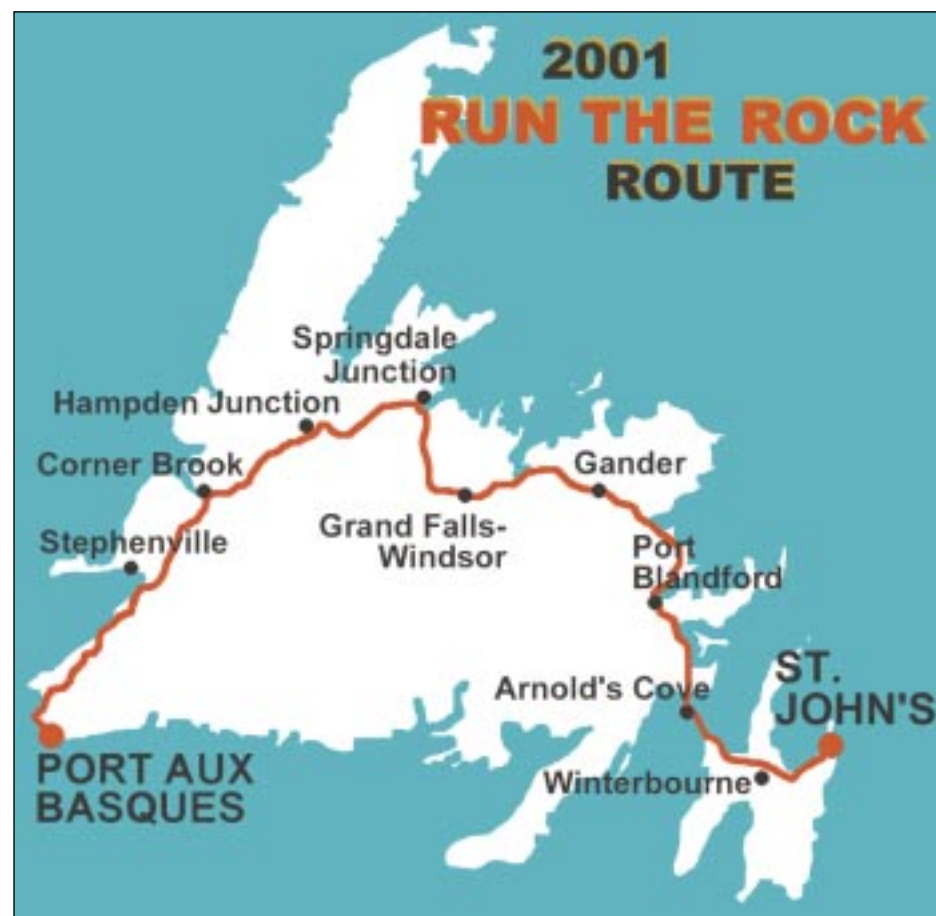 2001
RUN THE ROCK
ROUTE
Springdale
Junction
Hampden Junction
Corner Brook
Gander
Stephenville
Grand Falls-
Windsor
Port
Blandford
Arnold's Cove
ST.
JOHN'S
PORT AUX
BASQUES
Winterbourne